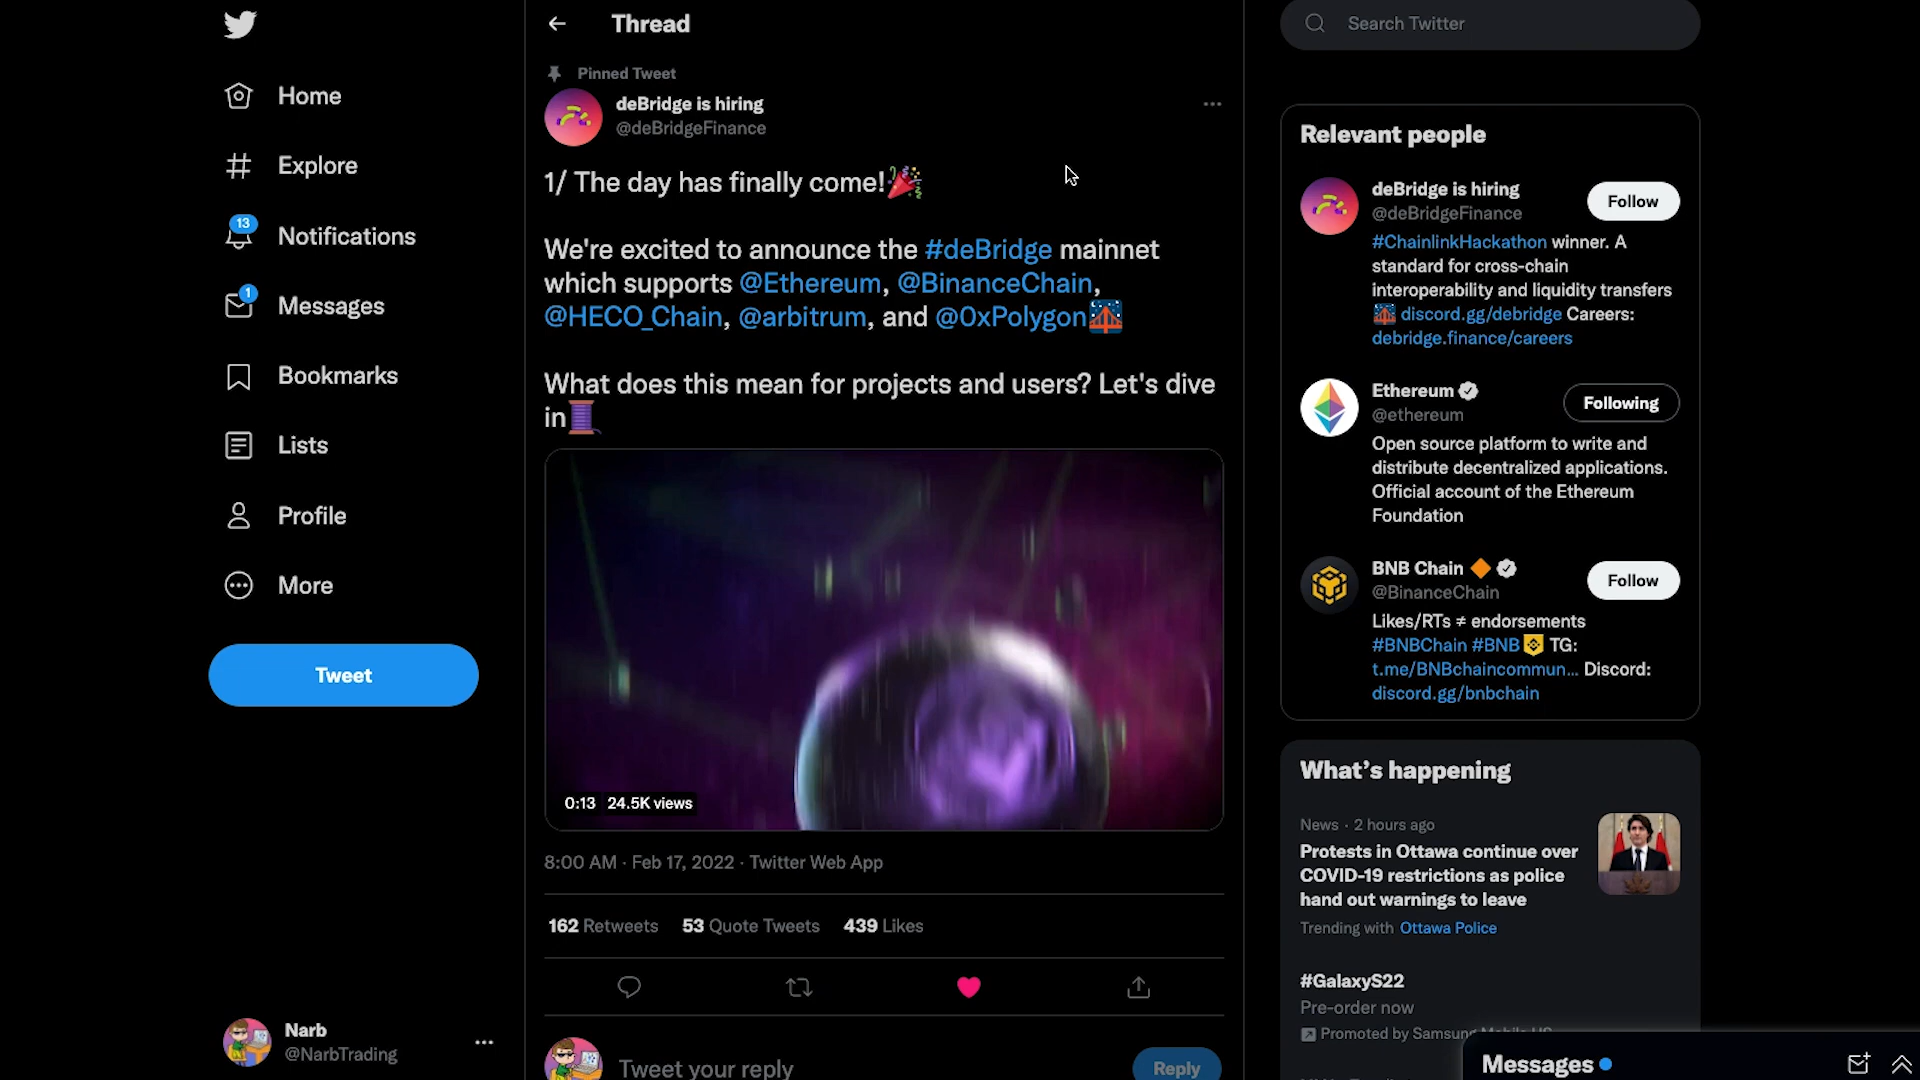 Home
Explore
13
Notifications
1
Messages
Bookmarks
Lists
Profile
More
Tweet
Narb
@NarbTrading
Thread
Pinned Tweet
deBridge is hiring
@deBridgeFinance
1/ The day has finally come!🎉
We're excited to announce the #deBridge mainnet
which supports @Ethereum, @BinanceChain,
@HECO_Chain, @arbitrum, and @0xPolygon🌉
What does this mean for projects and users? Let's dive
in🧵
0:13 24.5K views
8:00 AM · Feb 17, 2022 · Twitter Web App
162 Retweets 53 Quote Tweets 439 Likes
Tweet your reply
Reply
Search Twitter
Relevant people
deBridge is hiring
@deBridgeFinance
Follow
#ChainlinkHackathon winner. A
standard for cross-chain
interoperability and liquidity transfers
🌉 discord.gg/debridge Careers:
debridge.finance/careers
Ethereum
@ethereum
Following
Open source platform to write and
distribute decentralized applications.
Official account of the Ethereum
Foundation
BNB Chain 🔶
@BinanceChain
Follow
Likes/RTs ≠ endorsements
#BNBChain #BNB TG:
t.me/BNBchaincommun... Discord:
discord.gg/bnbchain
What's happening
News · 2 hours ago
Protests in Ottawa continue over
COVID-19 restrictions as police
hand out warnings to leave
Trending with Ottawa Police
#GalaxyS22
Pre-order now
Promoted by Samsung Mobile US
Messages